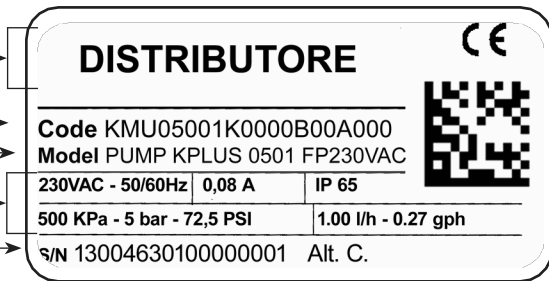 CE
DISTRIBUTORE
Code KMU05001K0000B00A000
Model PUMP KPLUS 0501 FP230VAC
230VAC - 50/60Hz 0,08 A IP 65
500 KPa - 5 bar - 72,5 PSI 1.00 l/h - 0.27 gph
S/N 13004630100000001 Alt. C.